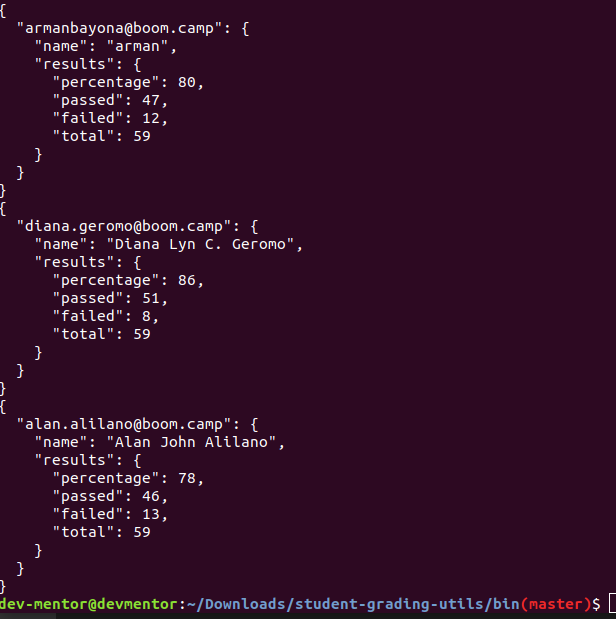 {
  "armanbayona@boom.camp": {
    "name": "arman",
    "results": {
      "percentage": 80,
      "passed": 47,
      "failed": 12,
      "total": 59
    }
  }
}
{
  "diana.geromo@boom.camp": {
    "name": "Diana Lyn C. Geromo",
    "results": {
      "percentage": 86,
      "passed": 51,
      "failed": 8,
      "total": 59
    }
  }
}
{
  "alan.alilano@boom.camp": {
    "name": "Alan John Alilano",
    "results": {
      "percentage": 78,
      "passed": 46,
      "failed": 13,
      "total": 59
    }
  }
}
dev-mentor@devmentor:~/Downloads/student-grading-utils/bin(master)$